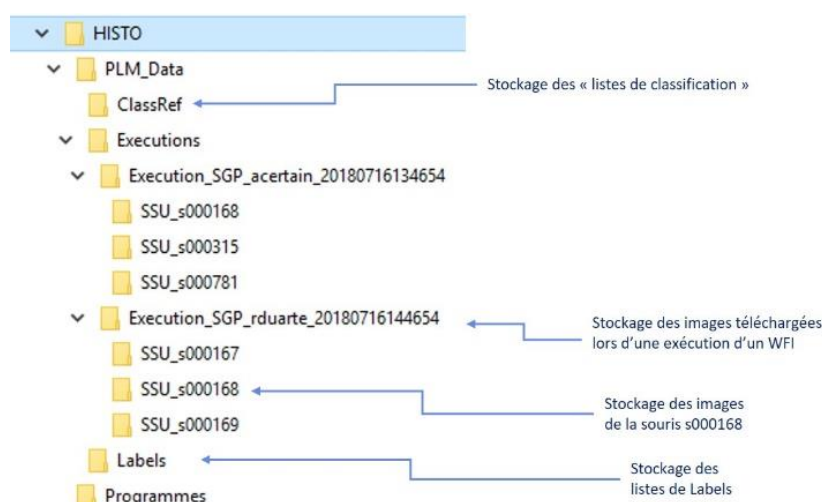 HISTO
PLM_Data
Stockage des « listes de classification »
ClassRef
Executions
Execution_SGP_acertain_20180716134654
SSU_s000168
SSU_s000315
SSU_s000781
Execution_SGP_rduarte_20180716144654
Stockage des images téléchargées
lors d'une exécution d'un WFI
SSU_s000167
SSU_s000168
Stockage des images
de la souris s000168
SSU_s000169
Labels
Stockage des
listes de Labels
Programmes